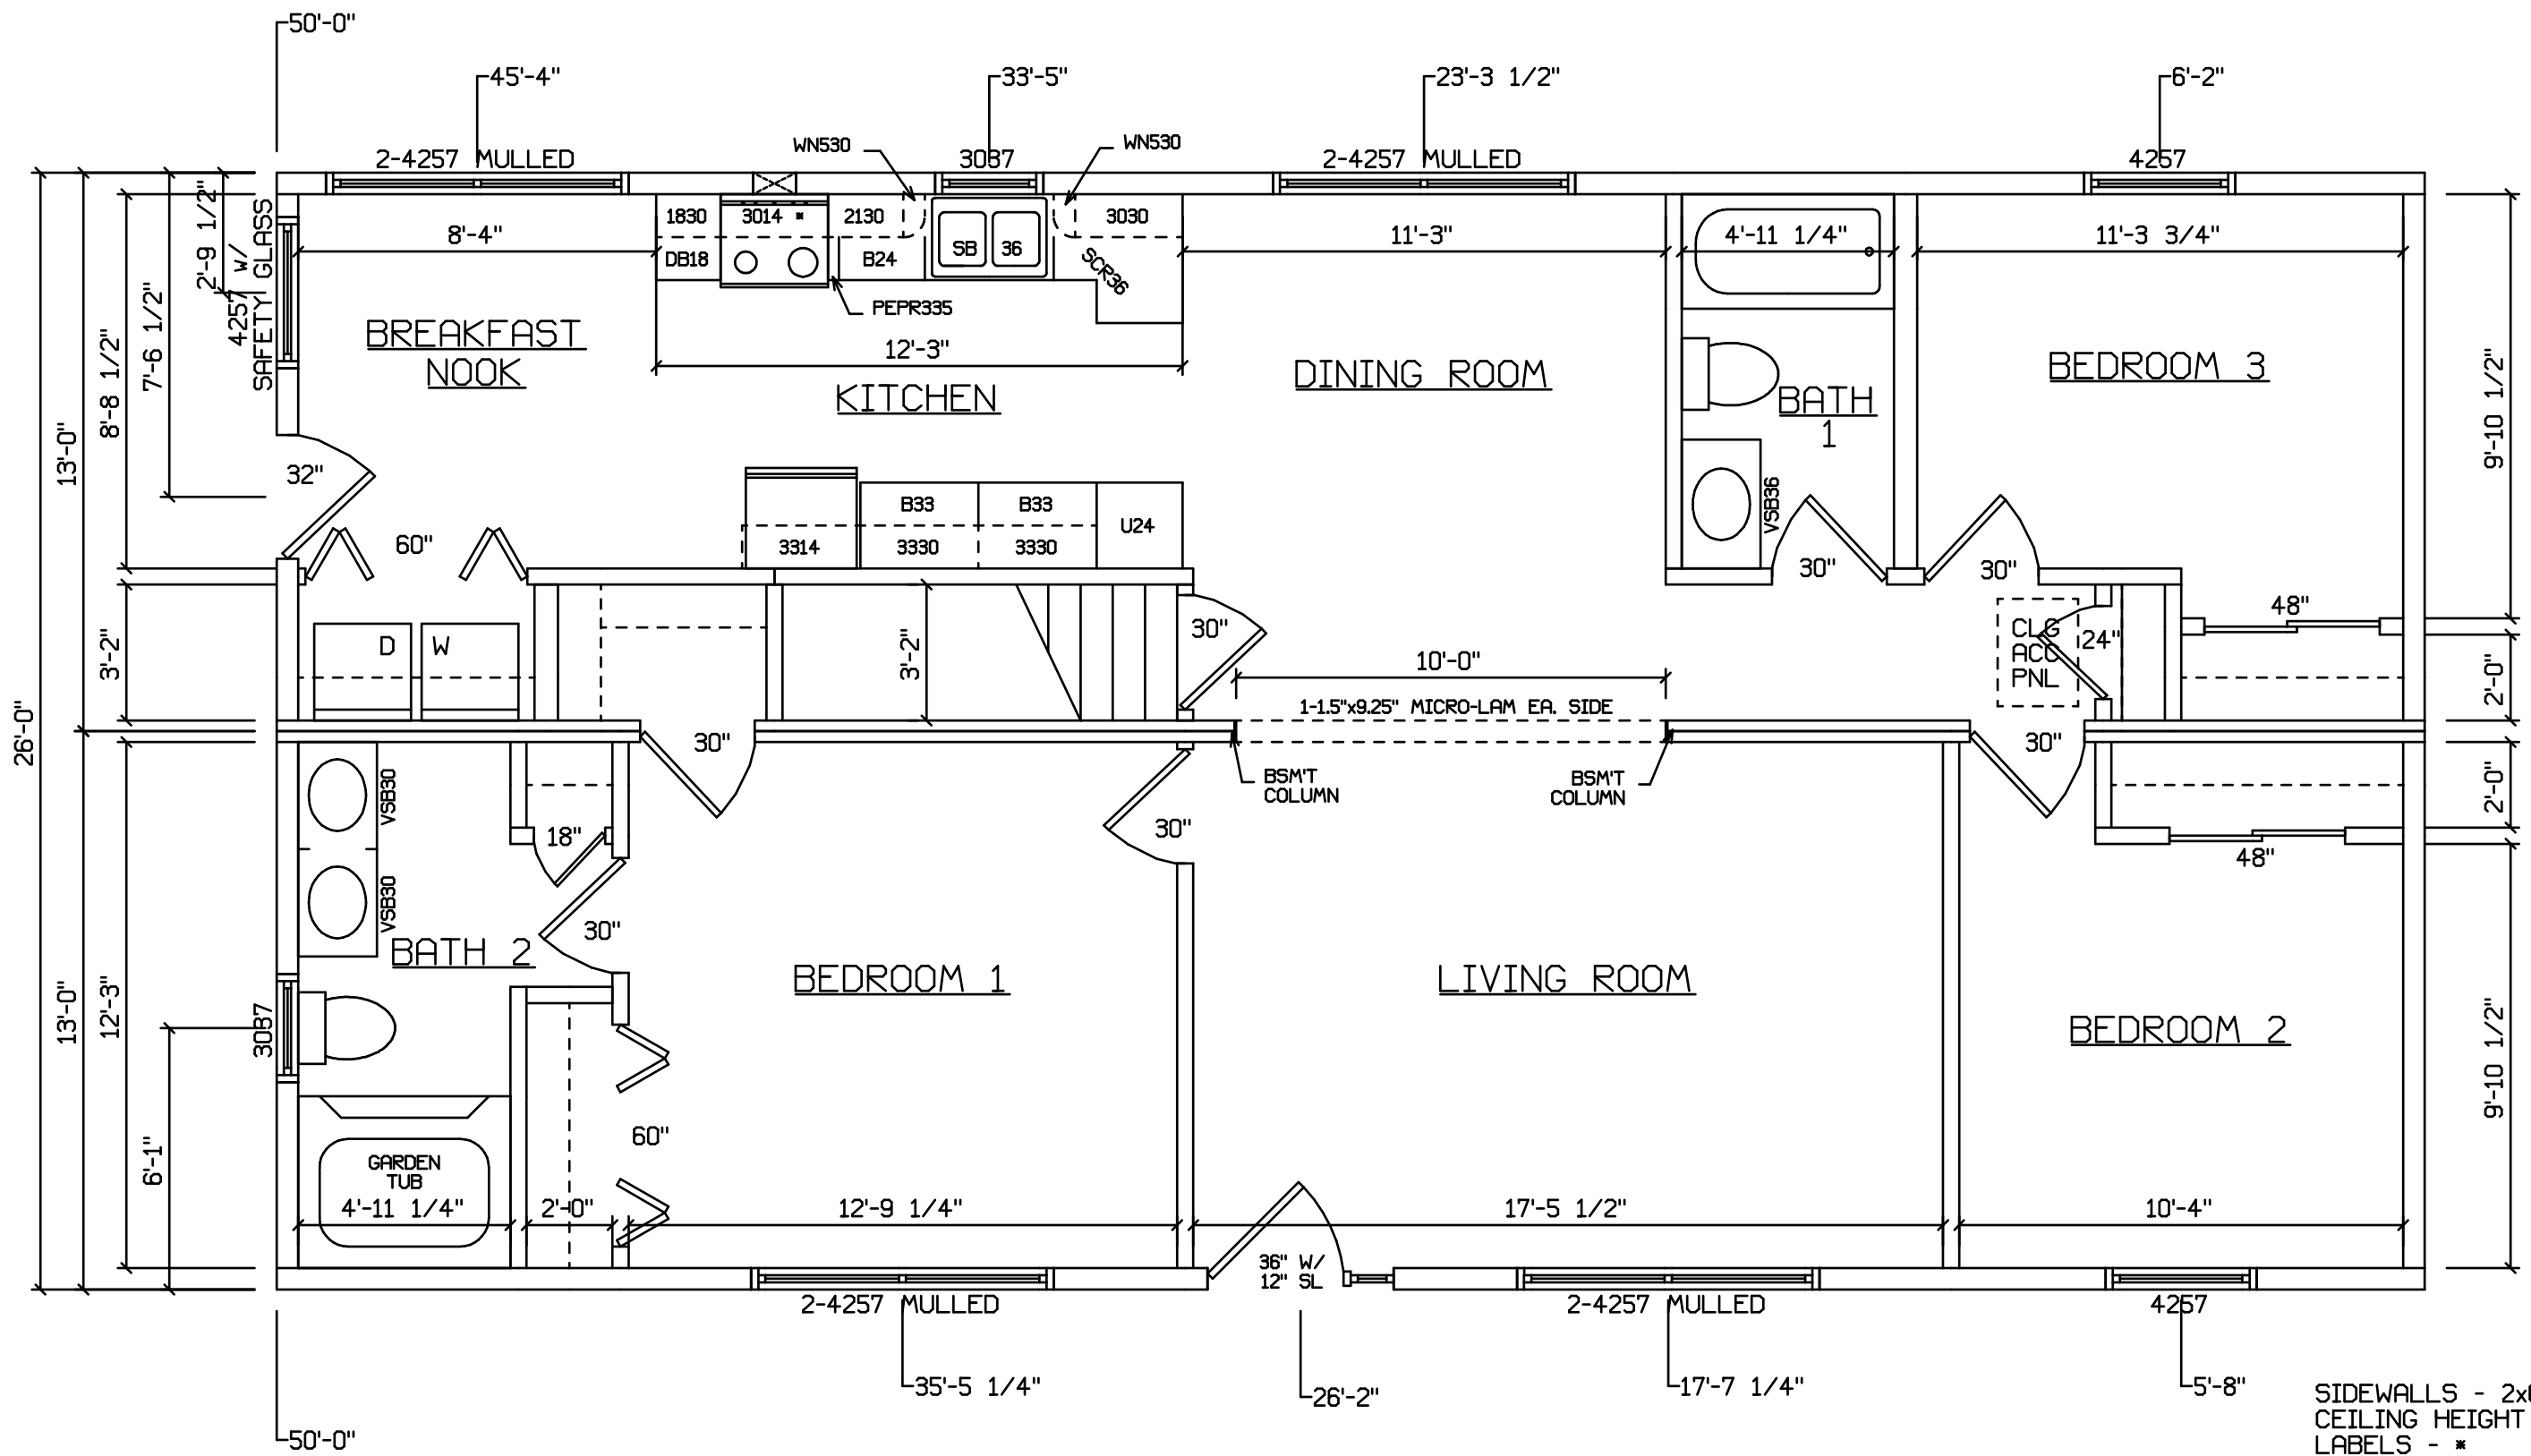 50'-0"
45'-4"
33'-5"
23'-3 1/2"
6'-2"
2-4257 MULLED
WN530
3037
WN530
2-4257 MULLED
4257
26'-0"
13'-0"
8'-8 1/2"
7'-6 1/2"
2'-9 1/2"
4257 W/
SAFETY GLASS
8'-4"
1830
3014 *
2130
3030
DB18
B24
SB 36
SCR36
PEPR335
11'-3"
4'-11 1/4"
11'-3 3/4"
BREAKFAST
NOOK
12'-3"
KITCHEN
DINING ROOM
BATH
1
BEDROOM 3
9'-10 1/2"
32"
60"
B33
B33
U24
3314
3330
3330
VSB36
30"
30"
3'-2"
D W
3'-2"
30"
10'-0"
1-1.5"x9.25" MICRO-LAM EA. SIDE
CLG
ACC
PNL
24"
48"
2'-0"
30"
30"
BSM'T
COLUMN
BSM'T
COLUMN
2'-0"
48"
13'-0"
12'-3"
VSB30
VSB30
18"
30"
30"
BATH 2
BEDROOM 1
LIVING ROOM
BEDROOM 2
9'-10 1/2"
3037
6'-1"
60"
GARDEN
TUB
4'-11 1/4"
2'-0"
12'-9 1/4"
17'-5 1/2"
10'-4"
36" W/
12" SL
2-4257 MULLED
2-4257 MULLED
4257
35'-5 1/4"
26'-2"
17'-7 1/4"
5'-8"
50'-0"
SIDEWALLS - 2x
CEILING HEIGHT
LABELS - *